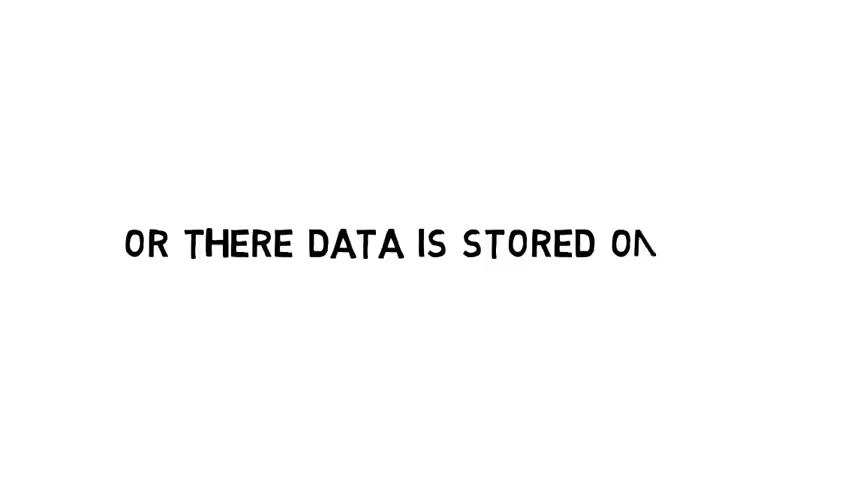 OR THERE DATA IS STORED ON